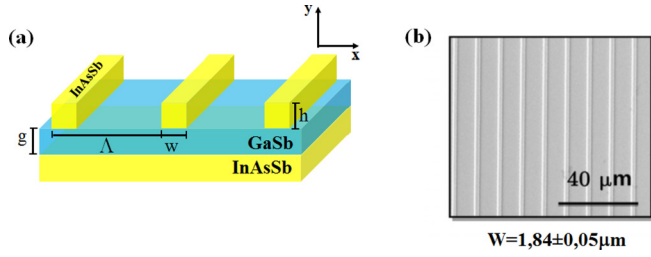 (a)
y
x
InAsSb
h
g
Λ
w
GaSb
InAsSb
(b)
40 μm
W=1,84±0,05μm